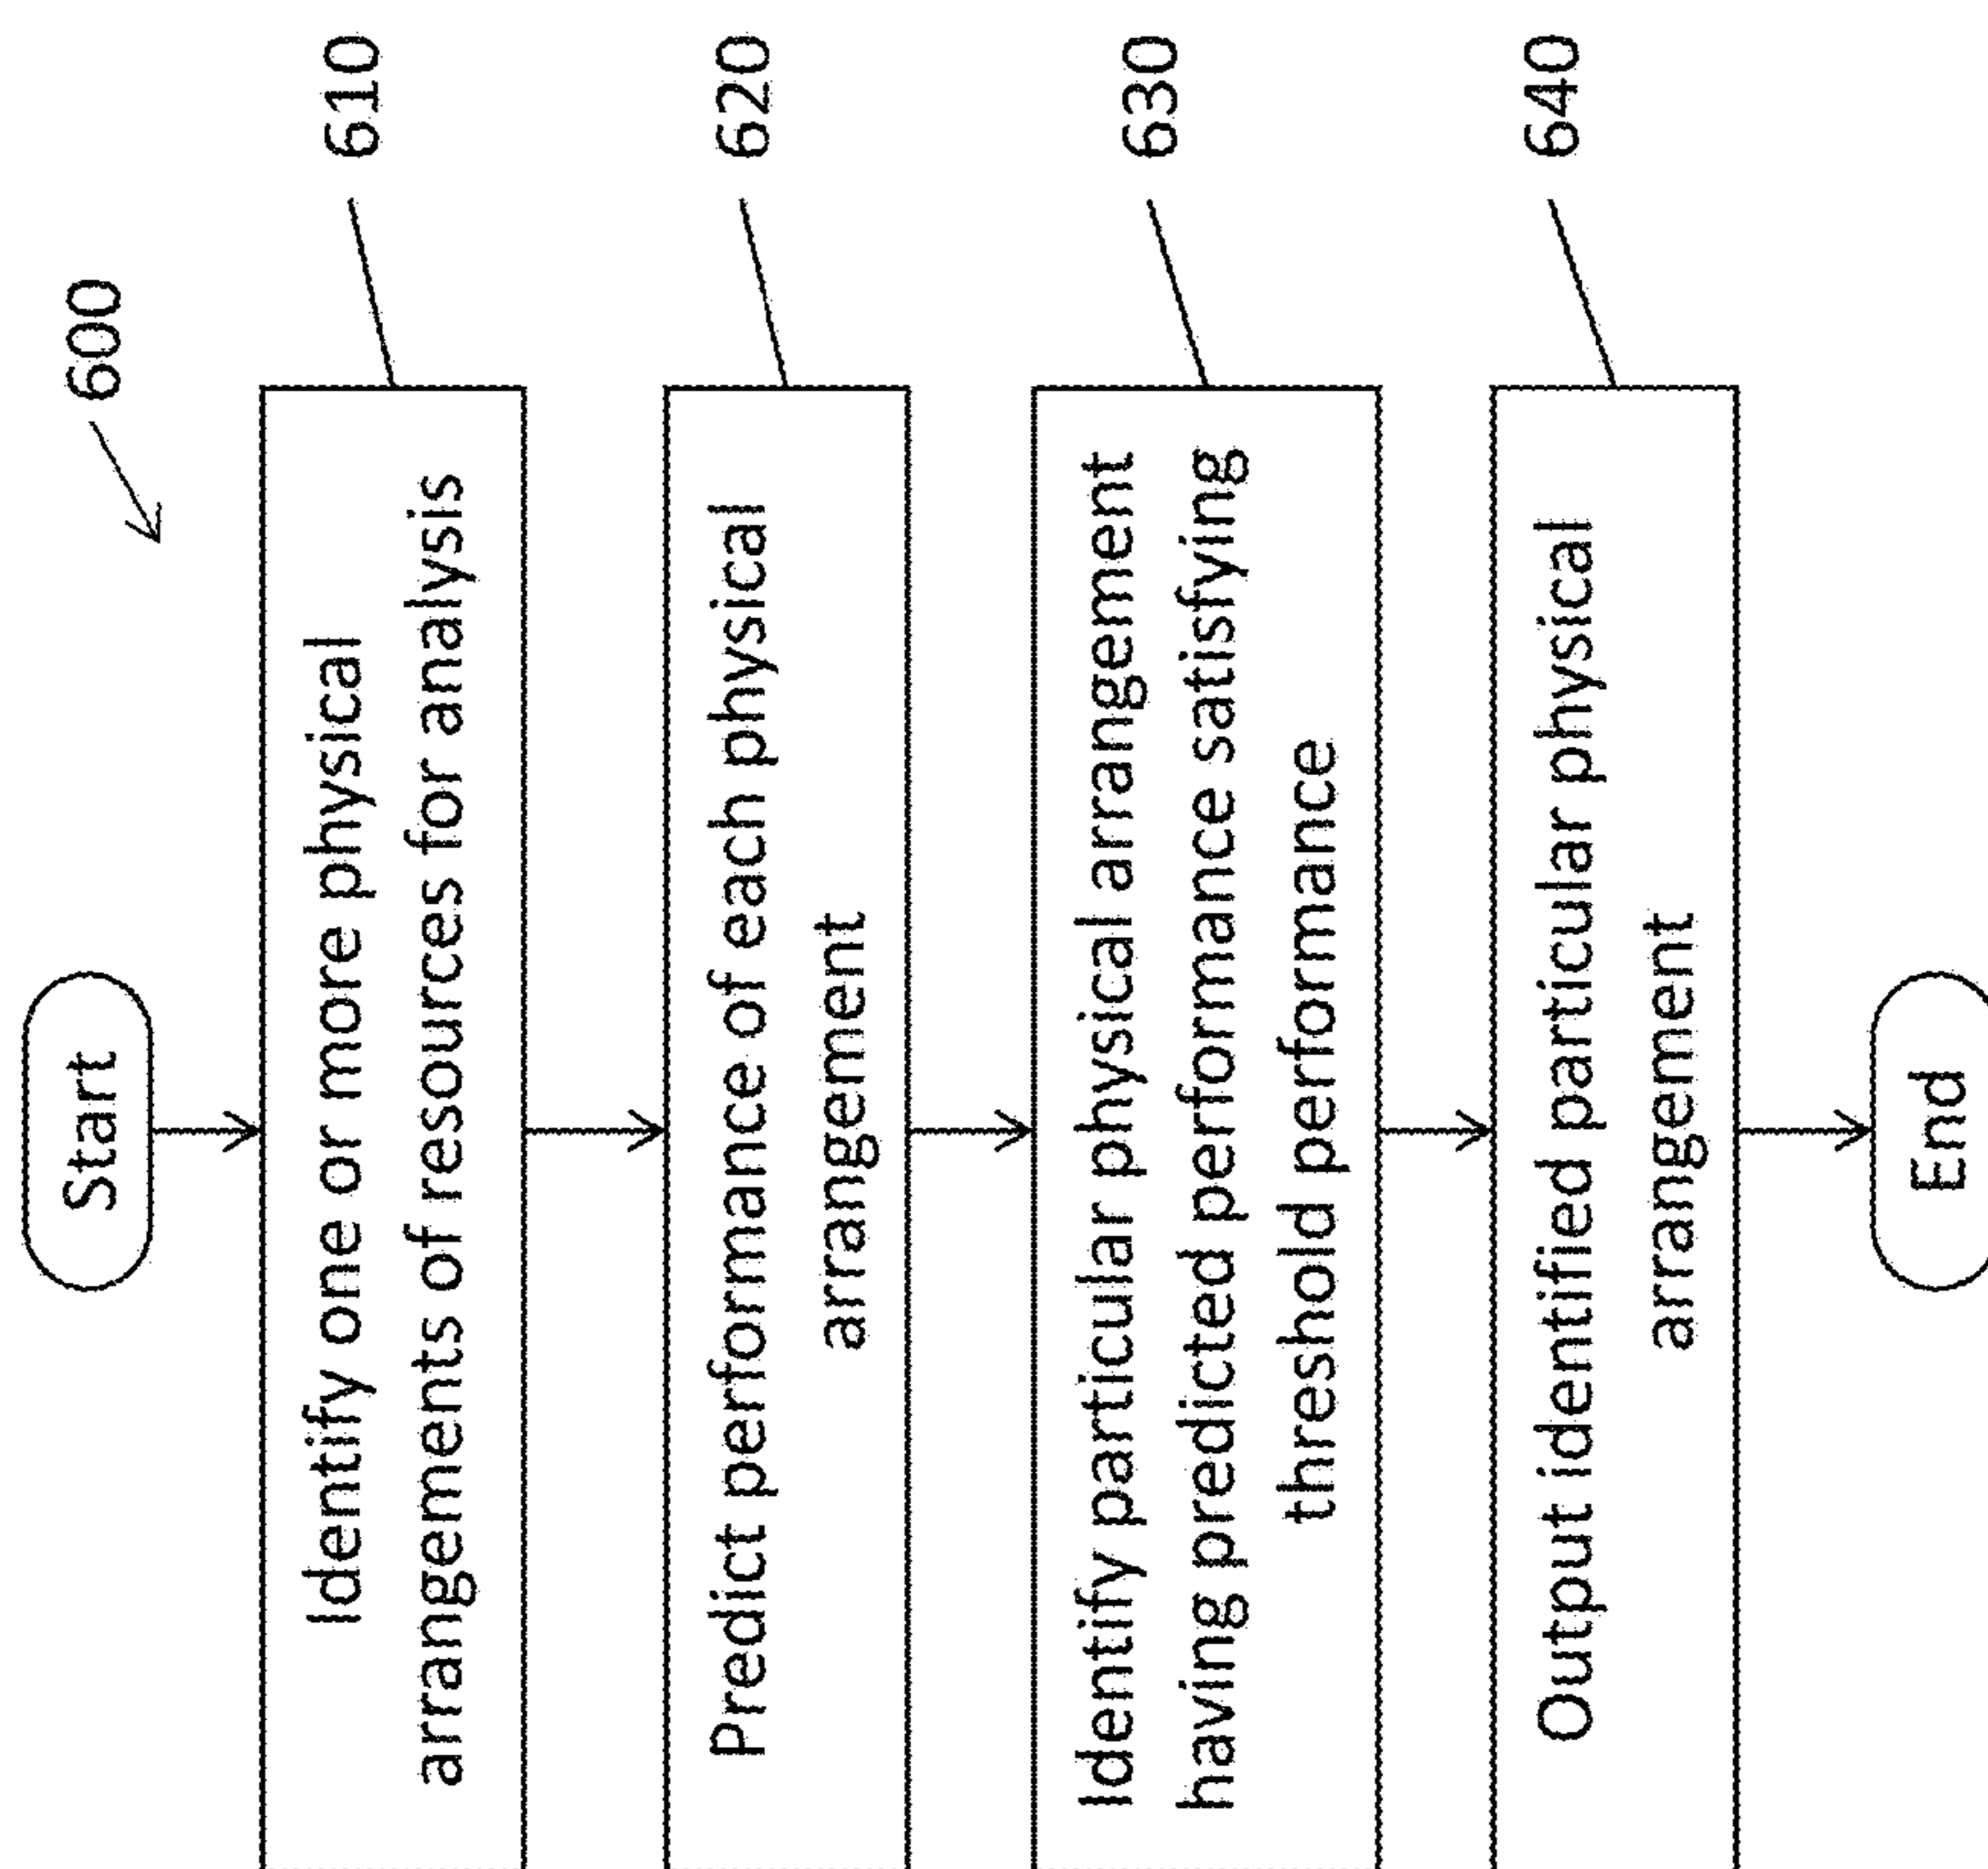 600
Start
Identify one or more physical
arrangements of resources for analysis
610
Predict performance of each physical
arrangement
620
Identify particular physical arrangement
having predicted performance satisfying
threshold performance
630
Output identified particular physical
arrangement
640
End